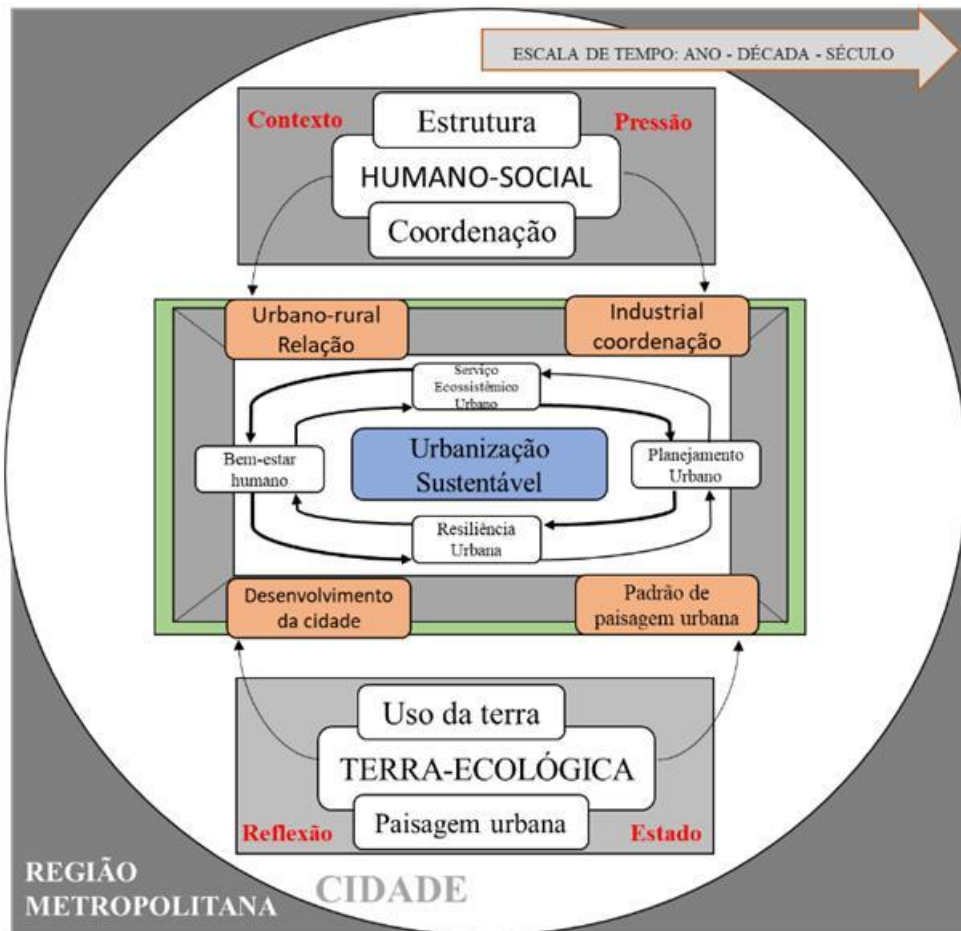 ESCALA DE TEMPO: ANO - DÉCADA - SÉCULO
Contexto
Estrutura
Pressão
HUMANO-SOCIAL
Coordenação
Urbano-rural
Relação
Industrial
coordenação
Serviço
Ecossistêmico
Urbano
Bem-estar
humano
Urbanização
Sustentável
Planejamento
Urbano
Resiliência
Urbana
Desenvolvimento
da cidade
Padrão de
paisagem urbana
Uso da terra
TERRA-ECOLÓGICA
Reflexão
Paisagem urbana
Estado
REGIÃO
METROPOLITANA
CIDADE